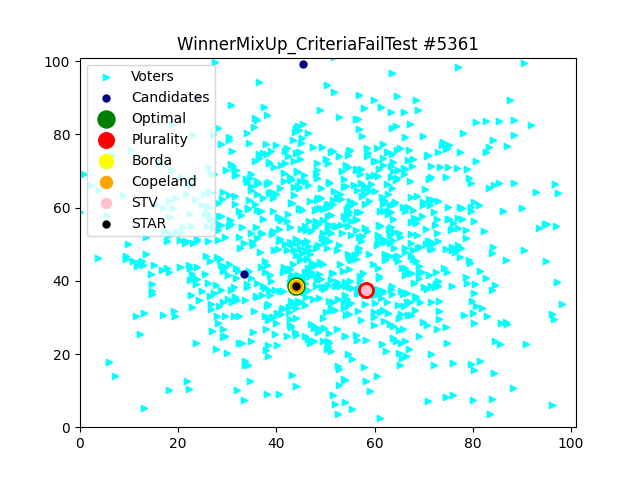 WinnerMixUp_CriteriaFailTest #5361
Voters
Candidates
Optimal
Plurality
Borda
Copeland
STV
STAR
100
80
60
40
20
0
0 20 40 60 80 100